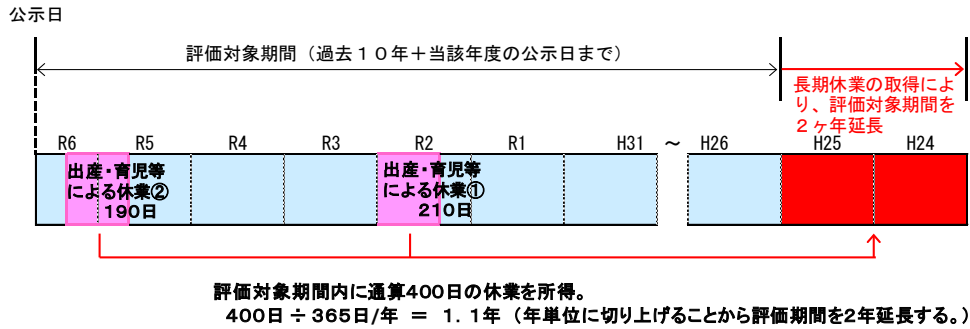 公示日
評価対象期間（過去１０年＋当該年度の公示日まで）
長期休業の取得によ
り、評価対象期間を
２ヶ年延長
R6 R5 R4 R3 R2 R1 H31 ～ H26 H25 H24
出産・育児等
による休業②
190日
出産・育児等
による休業①
210日
評価対象期間内に通算400日の休業を所得。
400日 ÷ 365日/年 ＝ 1．1年 （年単位に切り上げることから評価期間を2年延長する。）